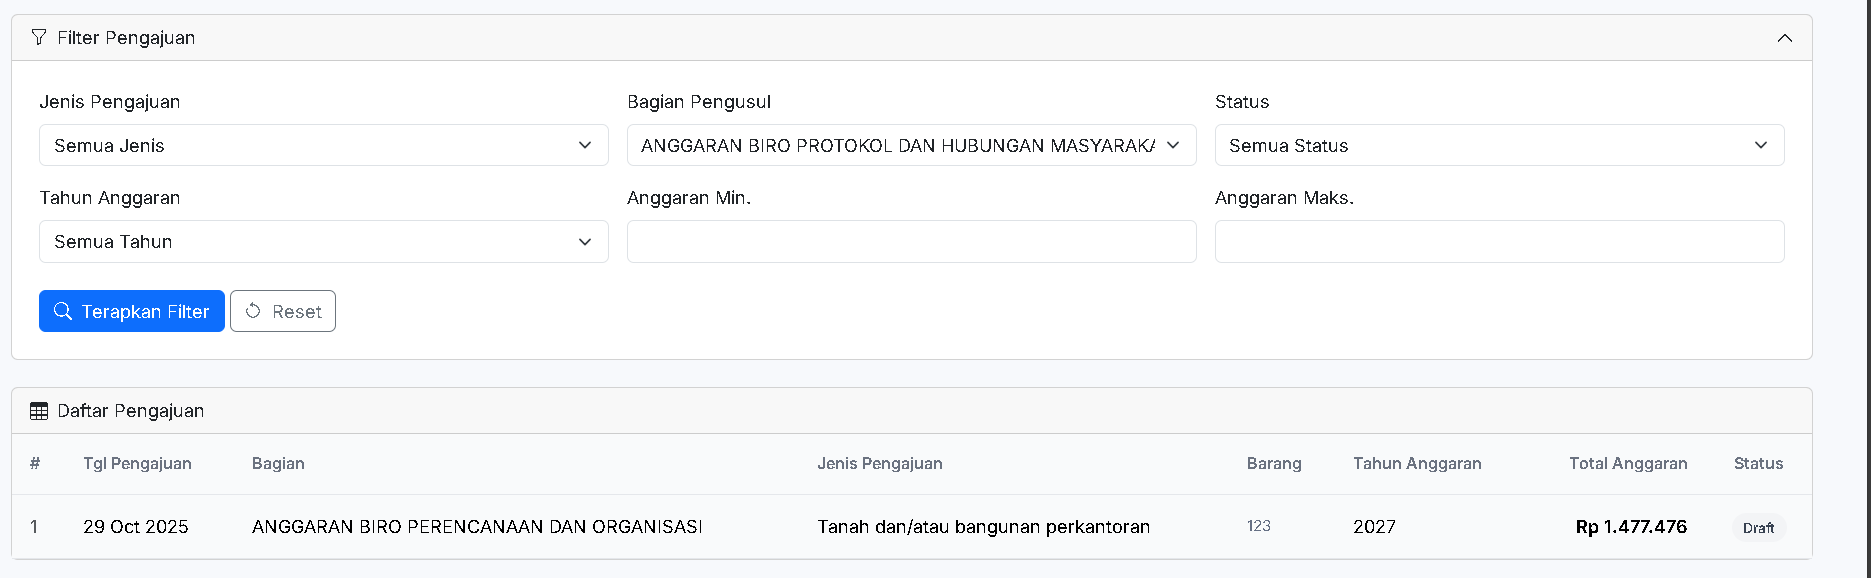 Filter Pengajuan
Jenis Pengajuan
Bagian Pengusul
Status
Semua Jenis
ANGGARAN BIRO PROTOKOL DAN HUBUNGAN MASYARAKA
Semua Status
Tahun Anggaran
Anggaran Min.
Anggaran Maks.
Semua Tahun
Terapkan Filter
Reset
Daftar Pengajuan
# Tgl Pengajuan Bagian Jenis Pengajuan Barang Tahun Anggaran Total Anggaran Status
1 29 Oct 2025 ANGGARAN BIRO PERENCANAAN DAN ORGANISASI Tanah dan/atau bangunan perkantoran 123 2027 Rp 1.477.476 Draft